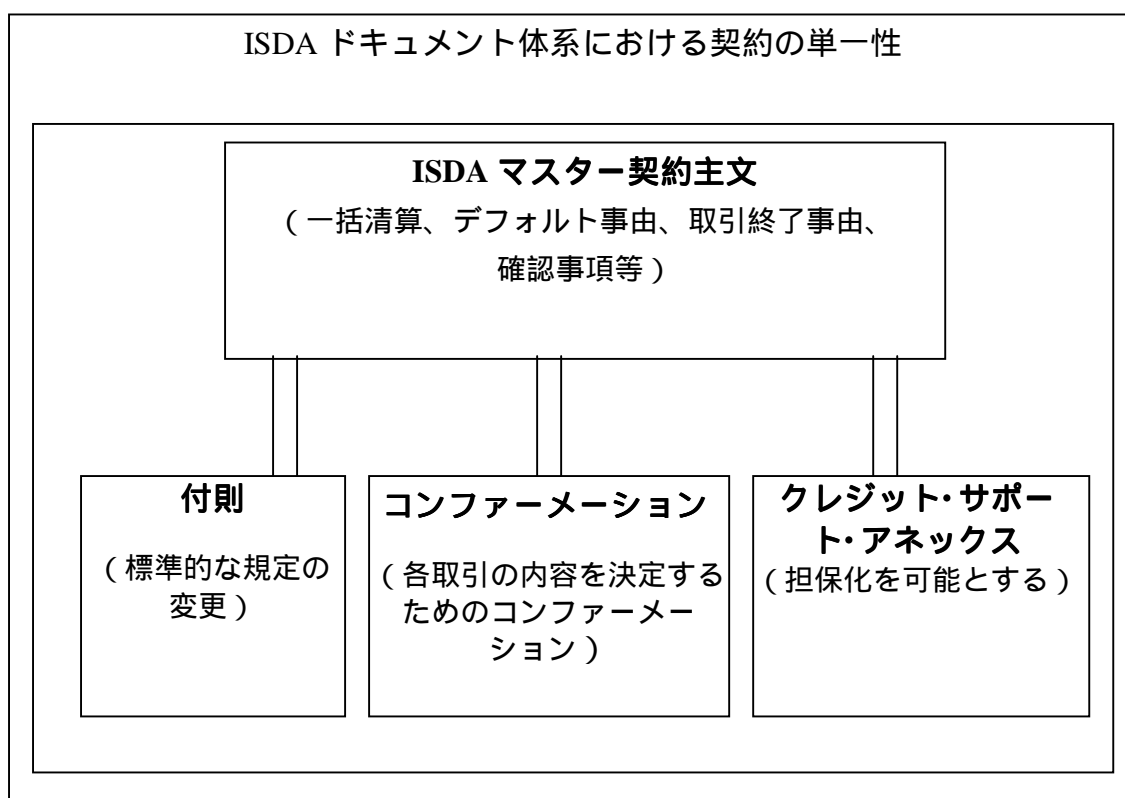 ISDA ドキュメント体系における契約の単一性
ISDA マスター契約主文
（一括清算、デフォルト事由、取引終了事由、
確認事項等）
付則
（標準的な規定の
変更）
コンファーメーション
（各取引の内容を決定する
ためのコンファーメー
ション）
クレジット・サポー
ト・アネックス
（担保化を可能とする）